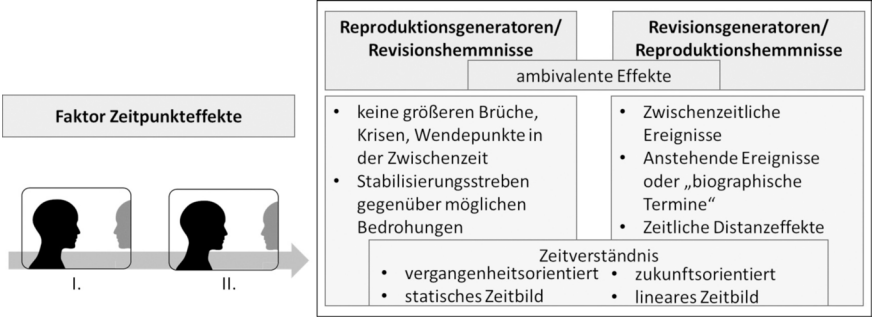 Faktor Zeitpunkteffekte
I.
II.
Reproduktionsgeneratoren/
Revisionshemmnisse
Revisionsgeneratoren/
Reproduktionshemmnisse
ambivalente Effekte
• keine größeren Brüche,
Krisen, Wendepunkte in
der Zwischenzeit
• Stabilisierungsstreben
gegenüber möglichen
Bedrohungen
• Zwischenzeitliche
Ereignisse
• Anstehende Ereignisse
oder „biographische
Termine“
• Zeitliche Distanzeffekte
Zeitverständnis
• vergangenheitsorientiert
• statisches Zeitbild
• zukunftsorientiert
• lineares Zeitbild